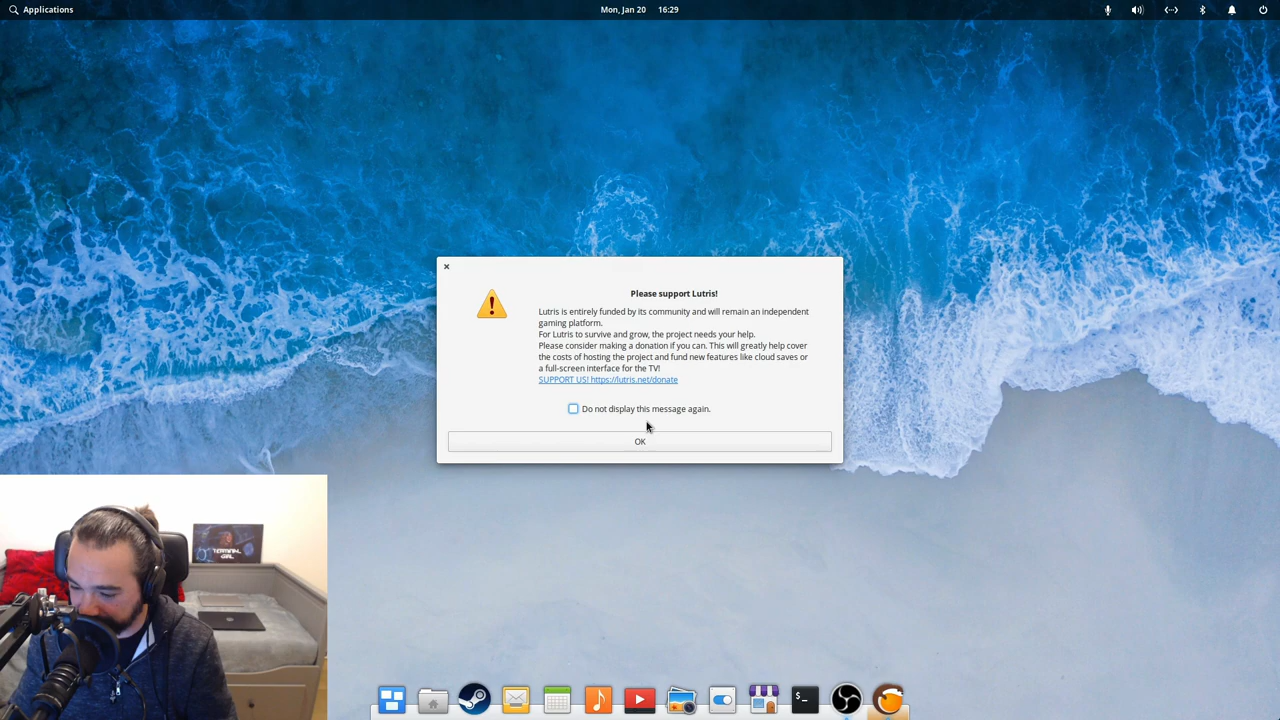 Applications
Mon, Jan 20 16:29
Please support Lutris!
Lutris is entirely funded by its community and will remain an independent
gaming platform.
For Lutris to survive and grow, the project needs your help.
Please consider making a donation if you can. This will greatly help cover
the costs of hosting the project and fund new features like cloud saves or
a full-screen interface for the TV!
SUPPORT US! https://lutris.net/donate
Do not display this message again.
OK
TERMINAL
GIRL
>_